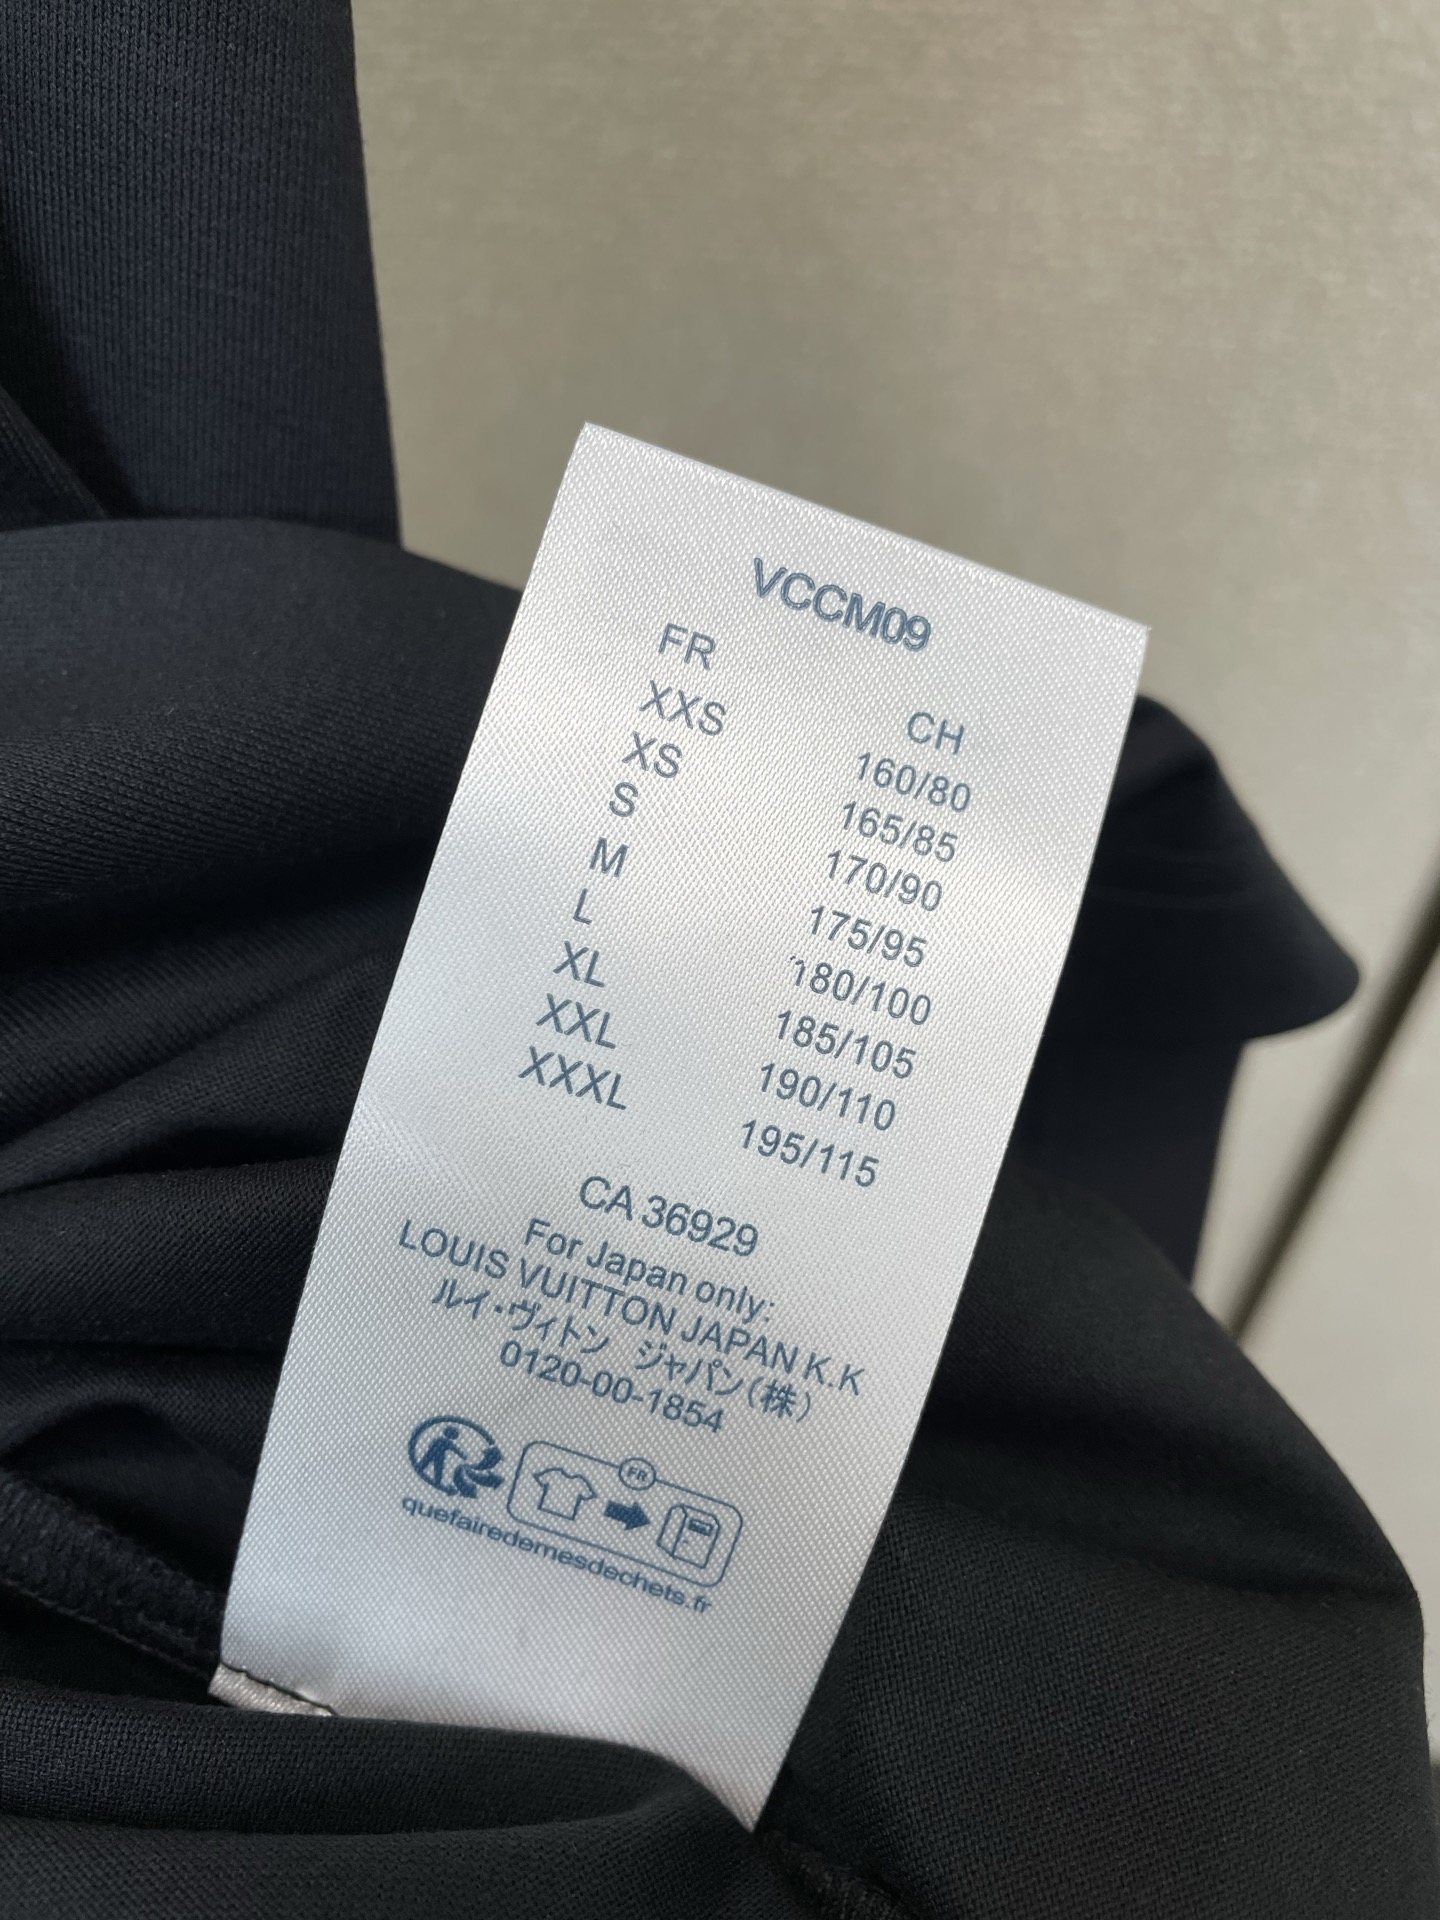 VCCM09
FR CH
XXS 160/80
XS 165/85
S 170/90
M 175/95
L 180/100
XL 185/105
XXL 190/110
XXXL 195/115
CA 36929
For Japan only:
LOUIS VUITTON JAPAN K.K
ルイ・ヴィトン ジャパン(株)
0120-00-1854
FR
quefairedemesdechets.fr